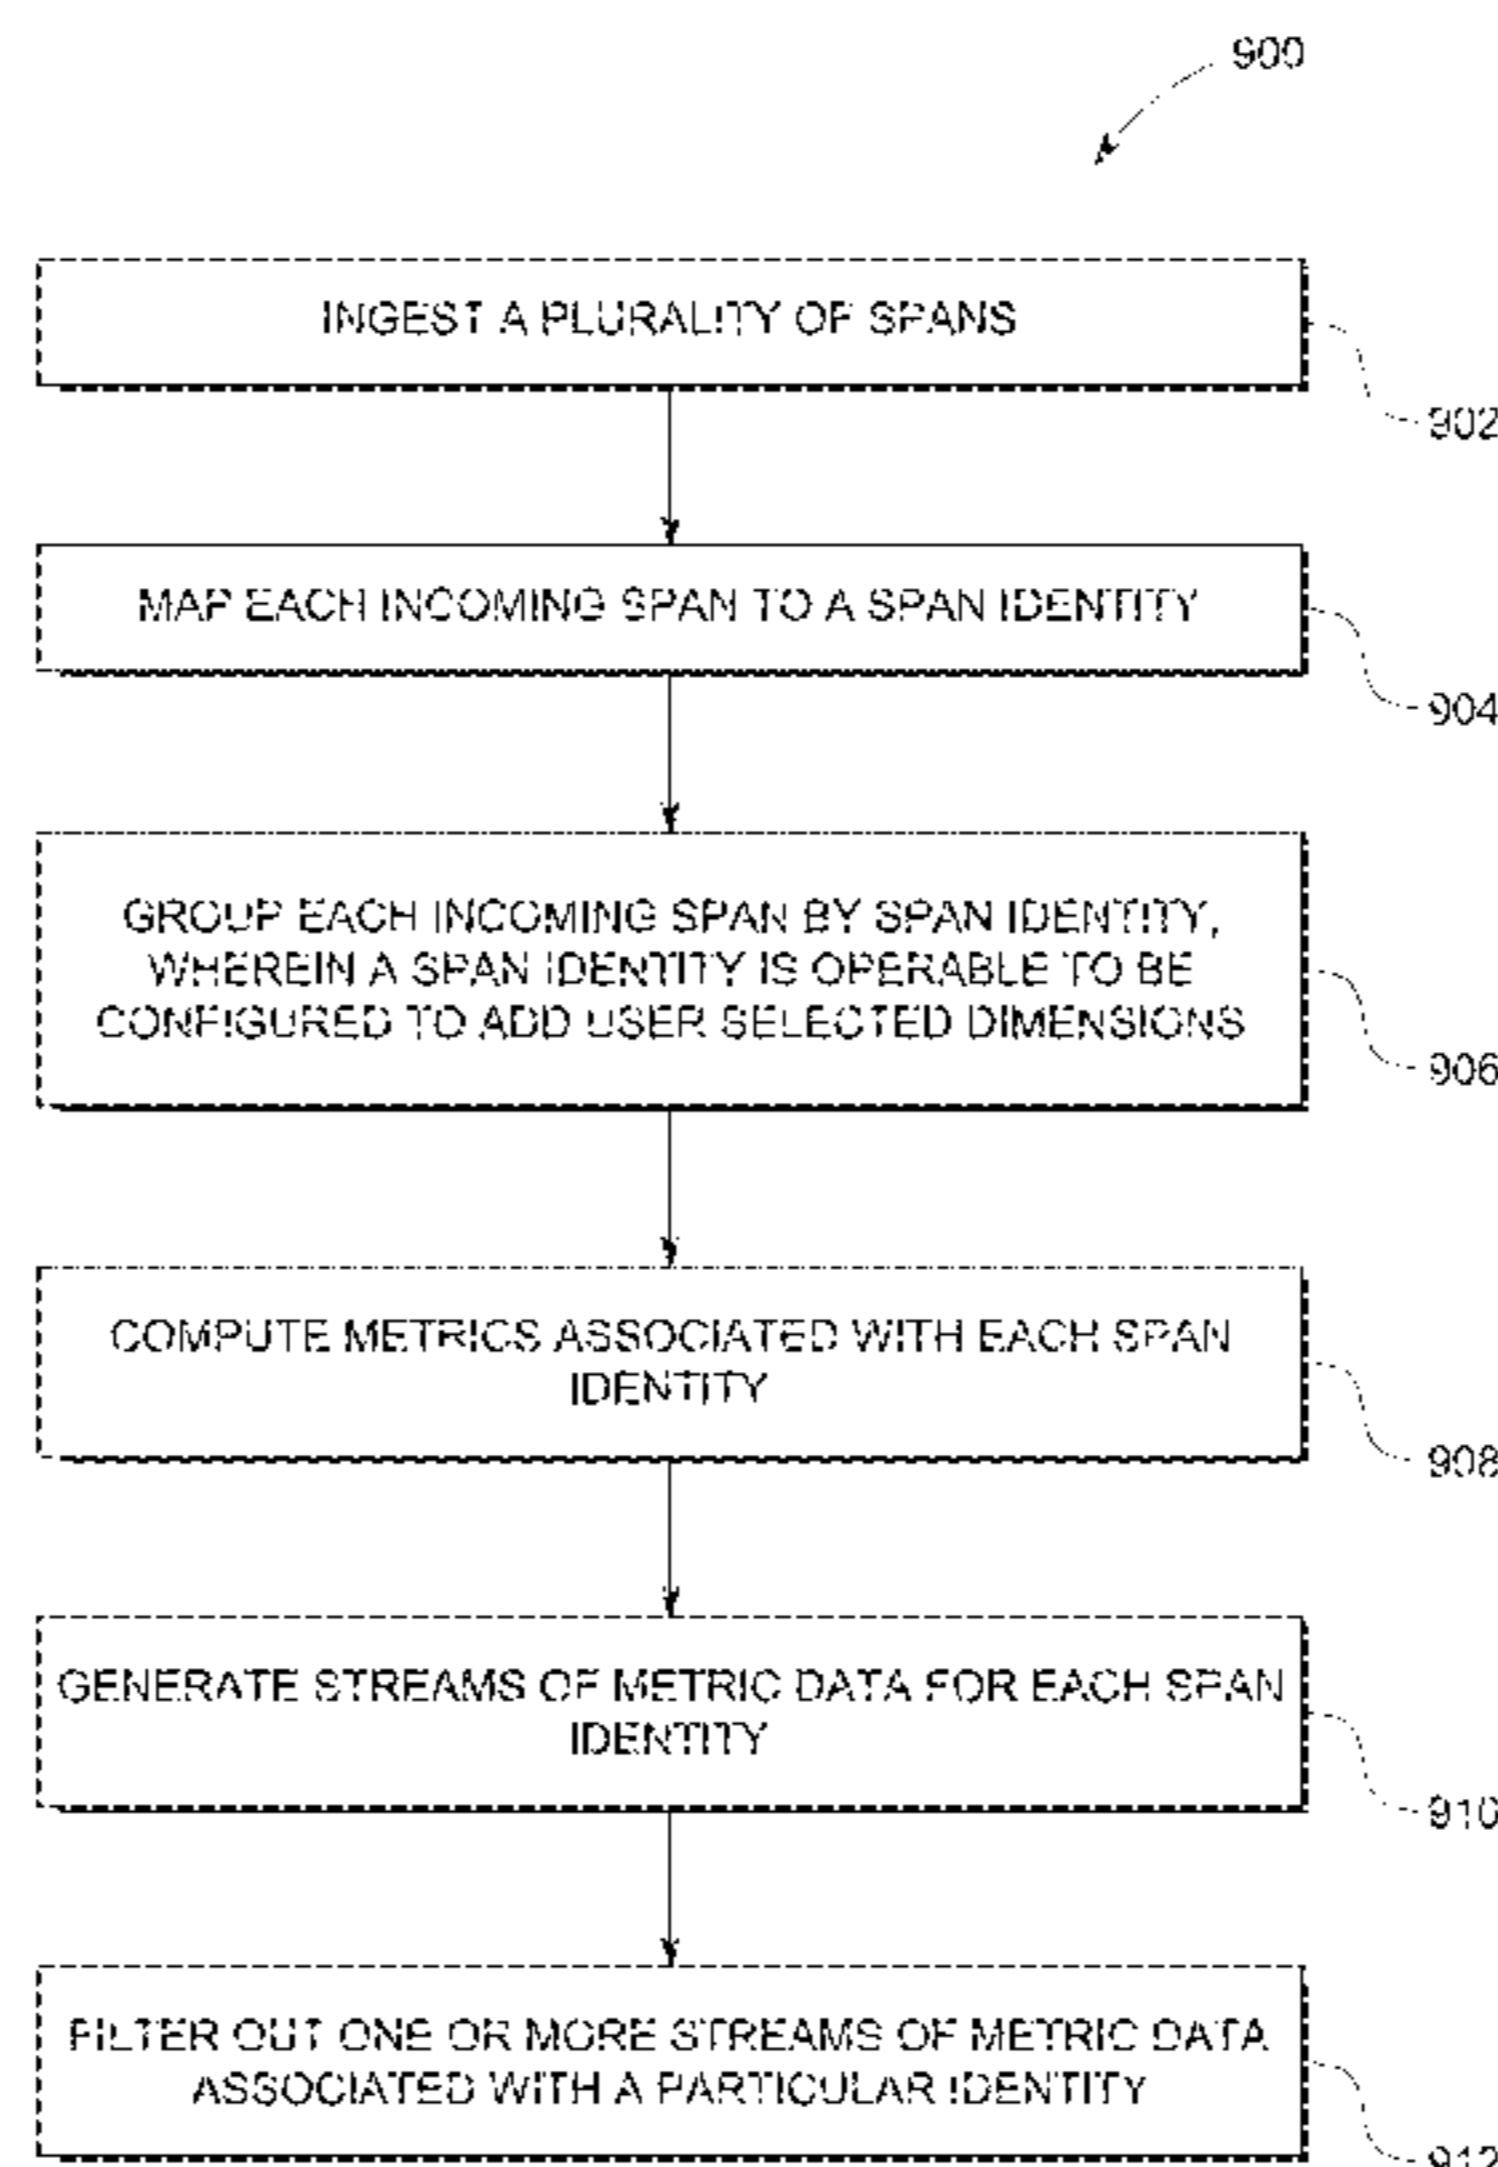 900
INGEST A PLURALITY OF SPANS
902
MAP EACH INCOMING SPAN TO A SPAN IDENTITY
904
GROUP EACH INCOMING SPAN BY SPAN IDENTITY,
WHEREIN A SPAN IDENTITY IS OPERABLE TO BE
CONFIGURED TO ADD USER SELECTED DIMENSIONS
906
COMPUTE METRICS ASSOCIATED WITH EACH SPAN
IDENTITY
908
GENERATE STREAMS OF METRIC DATA FOR EACH SPAN
IDENTITY
910
FILTER OUT ONE OR MORE STREAMS OF METRIC DATA
ASSOCIATED WITH A PARTICULAR IDENTITY
912